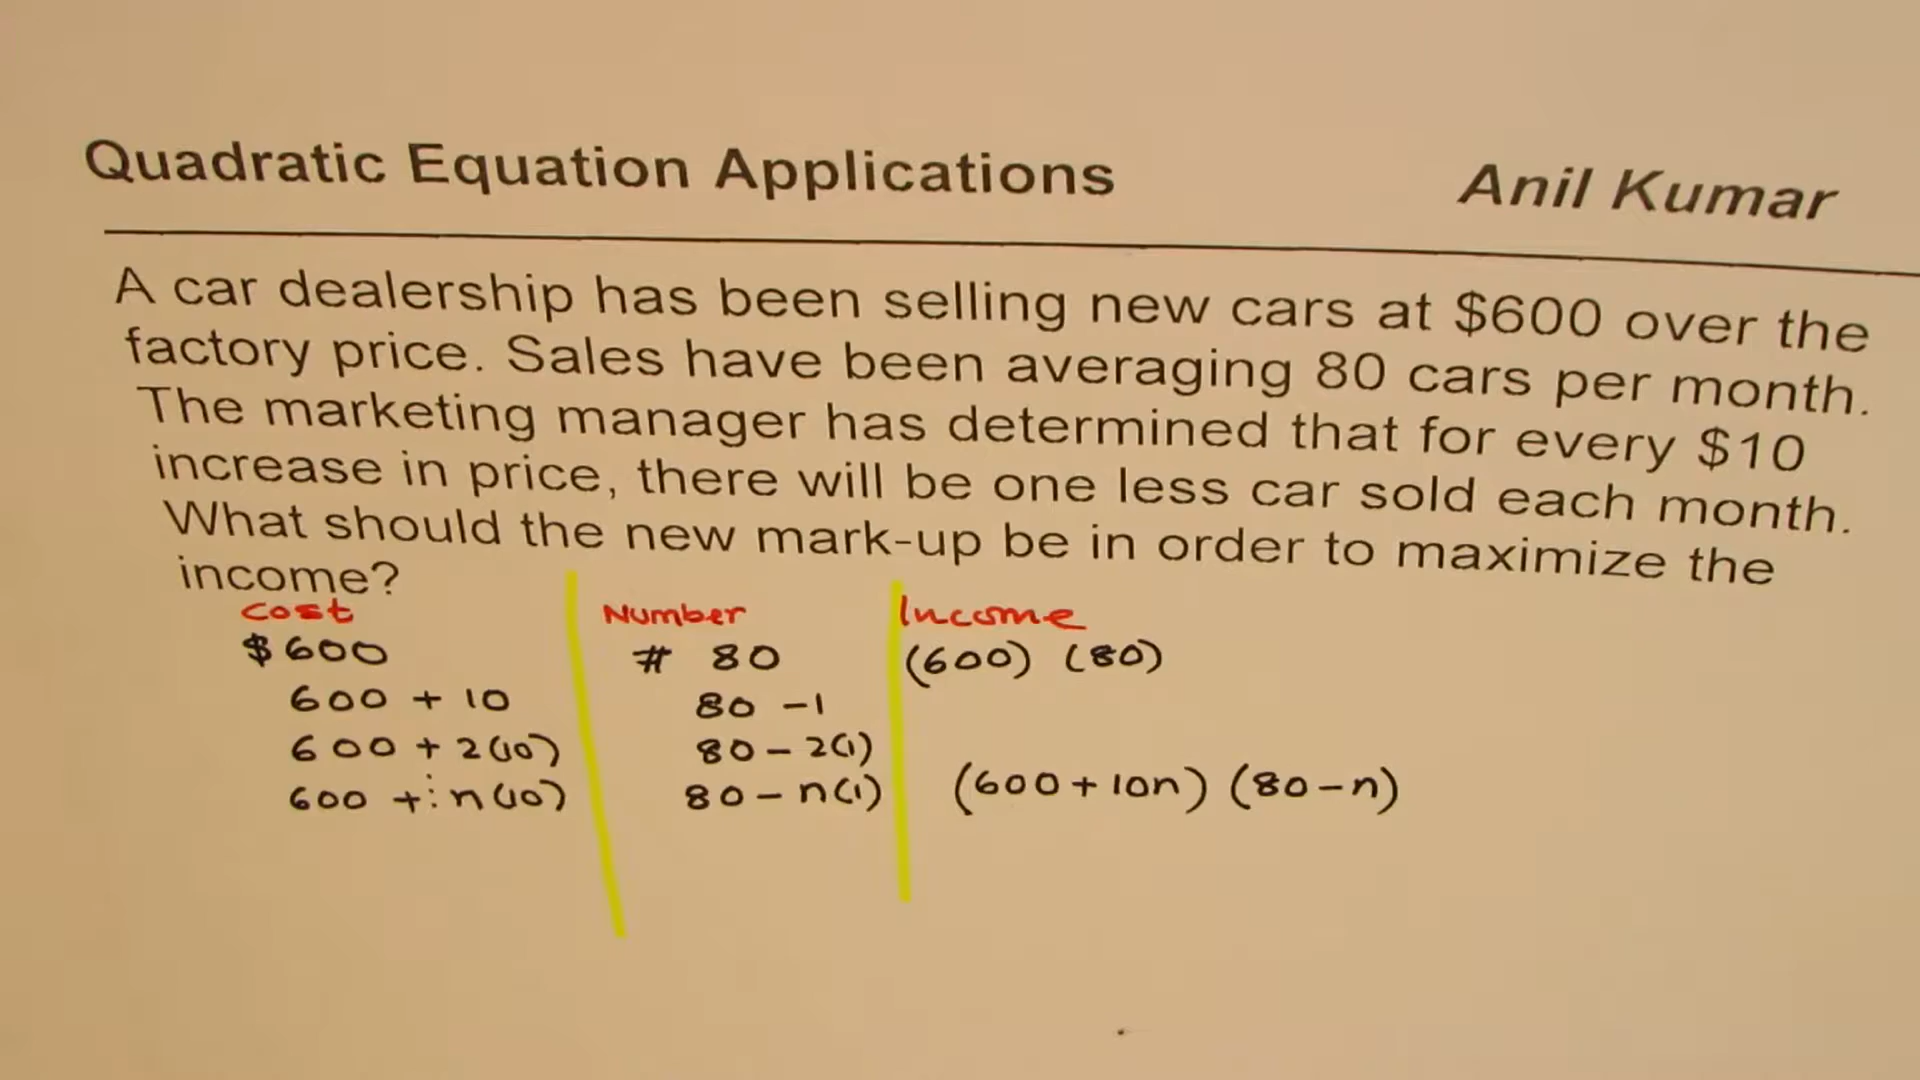 Quadratic Equation Applications Anil Kumar
A car dealership has been selling new cars at $600 over the
factory price. Sales have been averaging 80 cars per month.
The marketing manager has determined that for every $10
increase in price, there will be one less car sold each month.
What should the new mark-up be in order to maximize the
income?
Cost Number Income
$600 # 80 (600) (80)
600 + 10 80 -1
600 + 2(10) 80 - 2(1)
600 +: n(10) 80 - n(1) (600 + 10n) (80 - n)